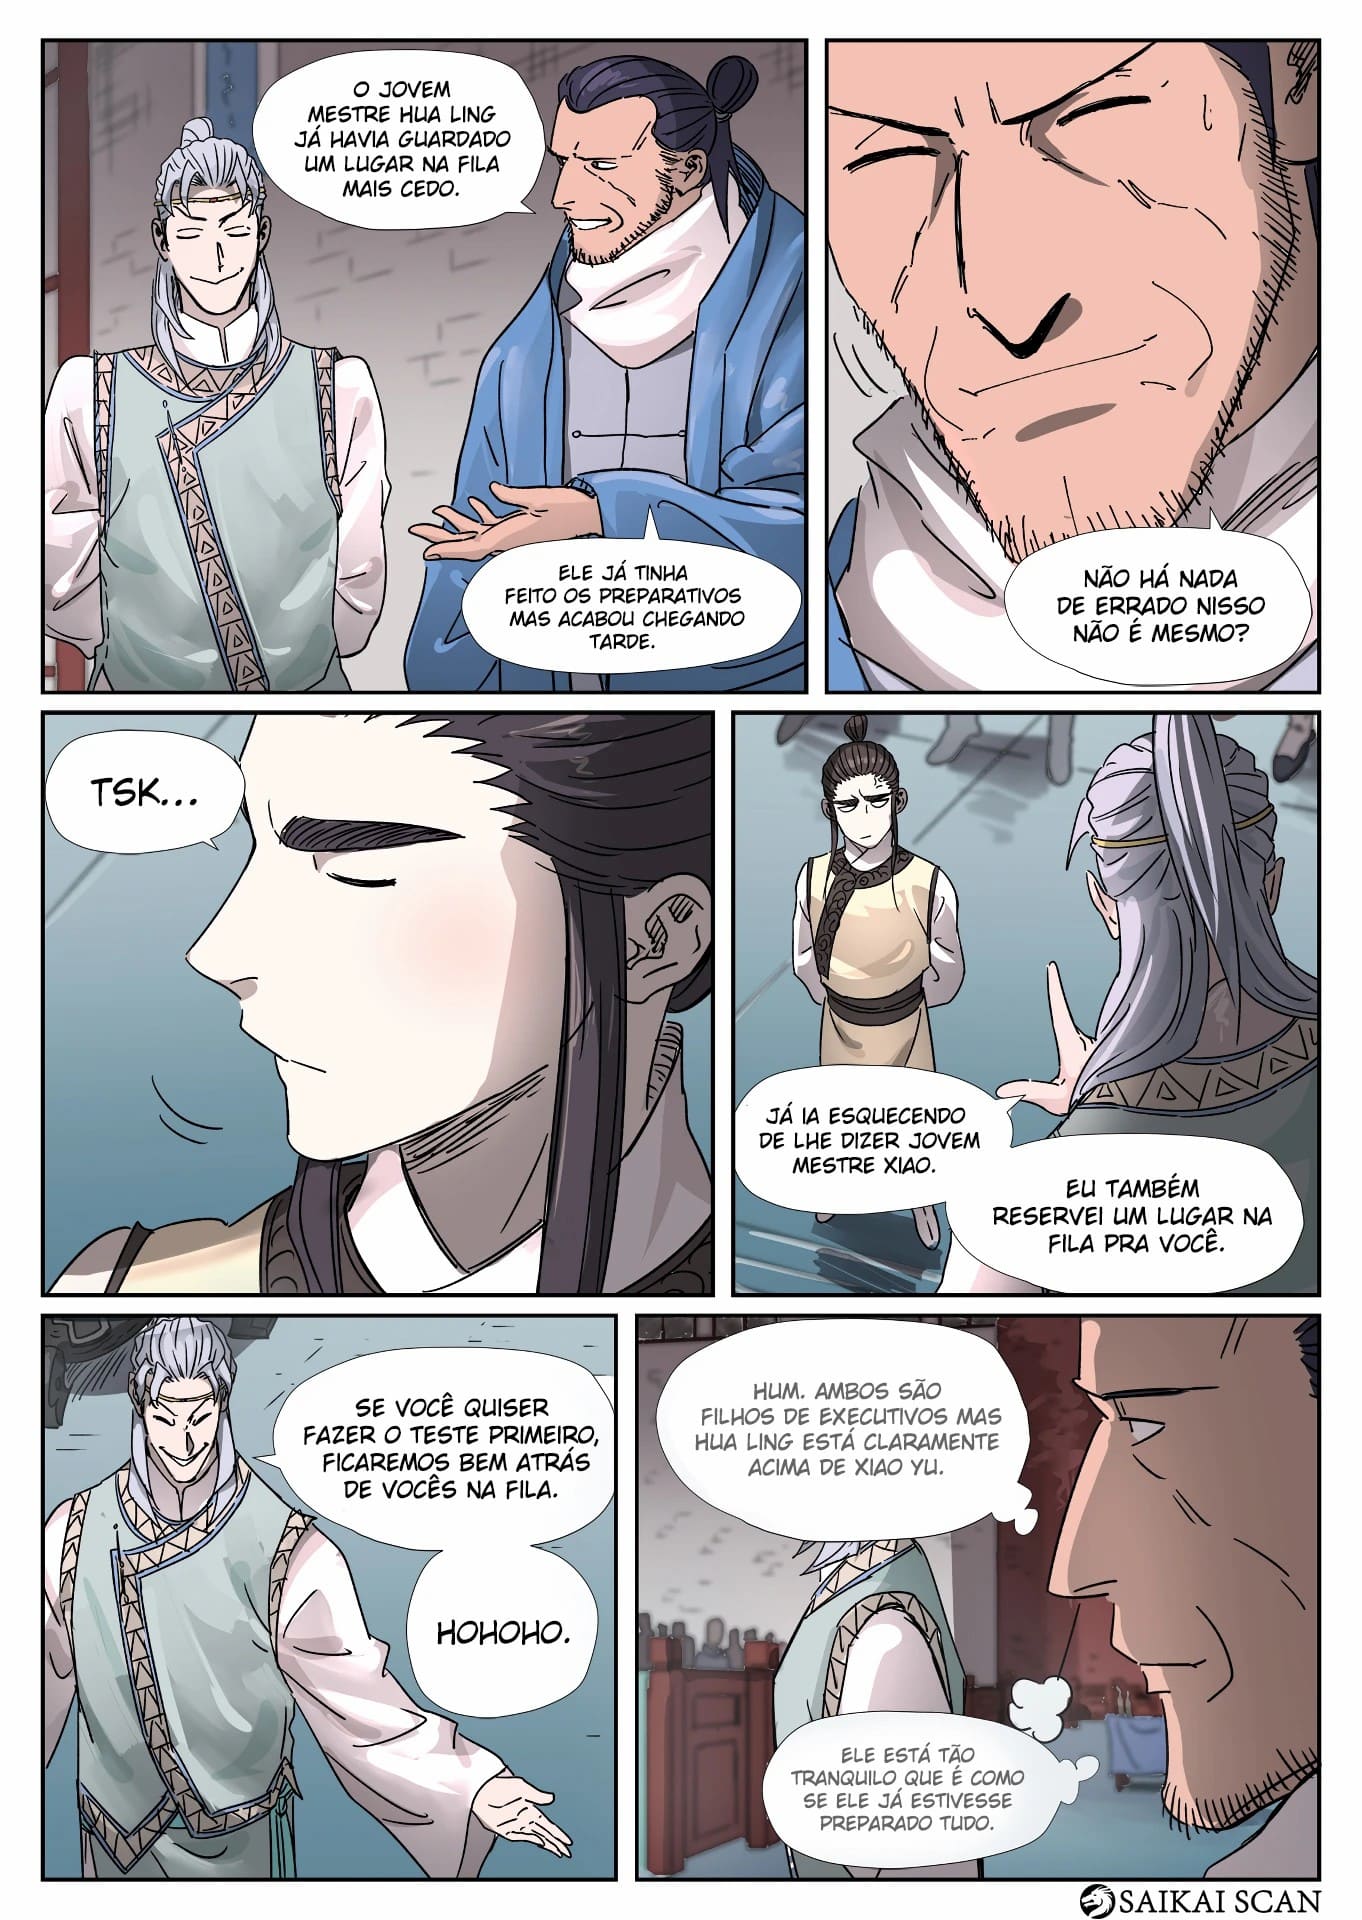 O JOVEM
MESTRE HUA LING
JÁ HAVIA GUARDADO
UM LUGAR NA FILA
MAIS CEDO.
ELE JÁ TINHA
FEITO OS PREPARATIVOS
MAS ACABOU CHEGANDO
TARDE.
NÃO HÁ NADA
DE ERRADO NISSO
NÃO É MESMO?
TSK...
JÁ IA ESQUECENDO
DE LHE DIZER JOVEM
MESTRE XIAO.
EU TAMBÉM
RESERVEI UM LUGAR NA
FILA PRA VOCÊ.
SE VOCÊ QUISER
FAZER O TESTE PRIMEIRO,
FICAREMOS BEM ATRÁS
DE VOCÊS NA FILA.
HOHOHO.
HUM. AMBOS SÃO
FILHOS DE EXECUTIVOS MAS
HUA LING ESTÁ CLARAMENTE
ACIMA DE XIAO YU.
ELE ESTÁ TÃO
TRANQUILO QUE É COMO
SE ELE JÁ ESTIVESSE
PREPARADO TUDO.
SAIKAI SCAN